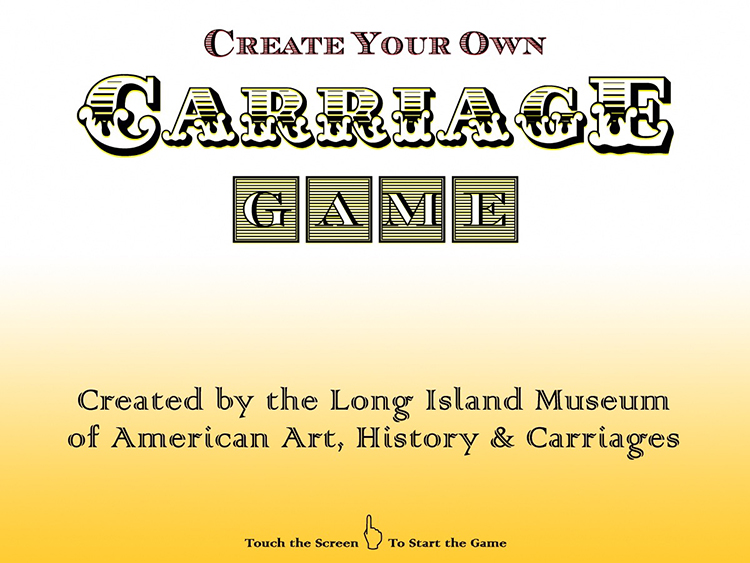 Create Your Own
Carriage
GAME
Created by the Long Island Museum
of American Art, History & Carriages
Touch the Screen To Start the Game